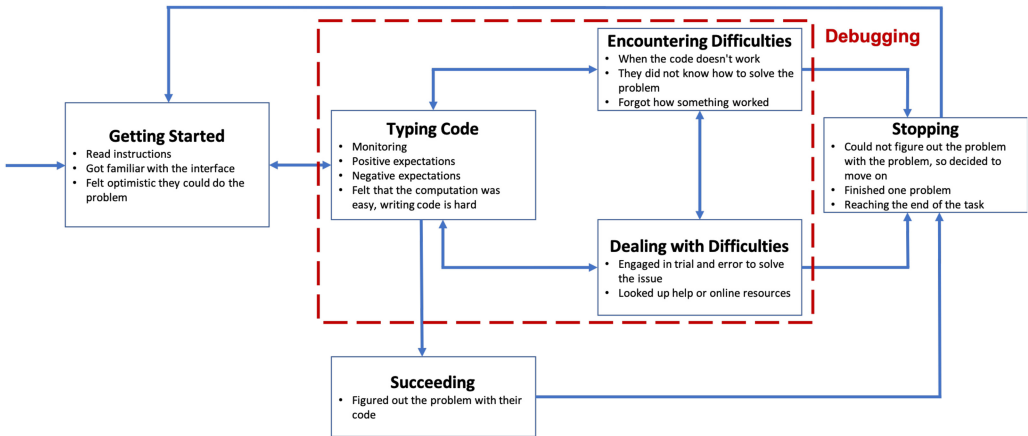 Debugging
Getting Started
• Read instructions
• Got familiar with the interface
• Felt optimistic they could do the
problem
Typing Code
• Monitoring
• Positive expectations
• Negative expectations
• Felt that the computation was
easy, writing code is hard
Encountering Difficulties
• When the code doesn't work
• They did not know how to solve the
problem
• Forgot how something worked
Dealing with Difficulties
• Engaged in trial and error to solve
the issue
• Looked up help or online resources
Stopping
• Could not figure out the problem
with the problem, so decided to
move on
• Finished one problem
• Reaching the end of the task
Succeeding
• Figured out the problem with their
code